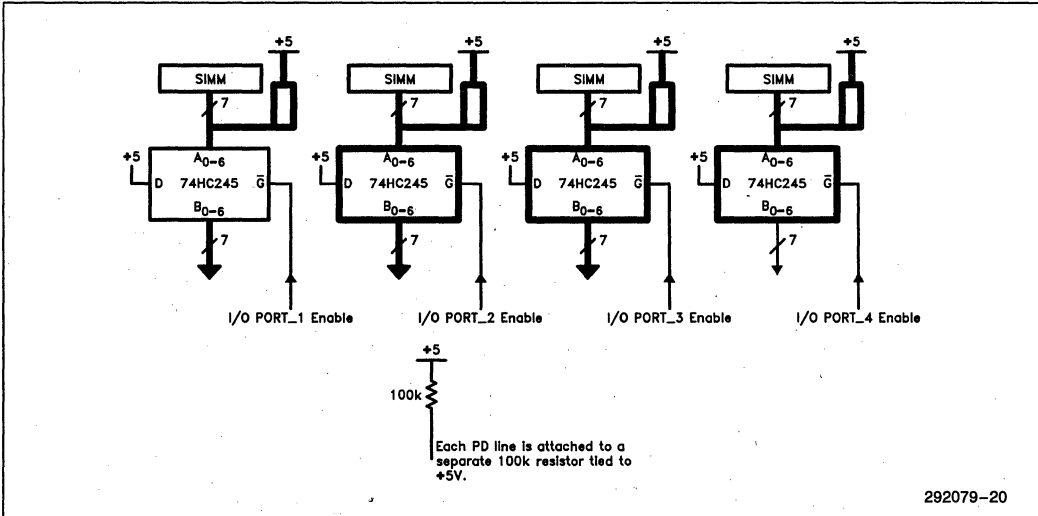 +5 +5 +5 +5
SIMM SIMM SIMM SIMM
7 7 7 7
+5 A0-6 +5 A0-6 +5 A0-6 +5 A0-6
D 74HC245 G̅ D 74HC245 G̅ D 74HC245 G̅ D 74HC245 G̅
B0-6 B0-6 B0-6 B0-6
7 7 7 7
I/O PORT_1 Enable I/O PORT_2 Enable I/O PORT_3 Enable I/O PORT_4 Enable
+5
100k
Each PD line is attached to a
separate 100k resistor tied to
+5V.
292079-20